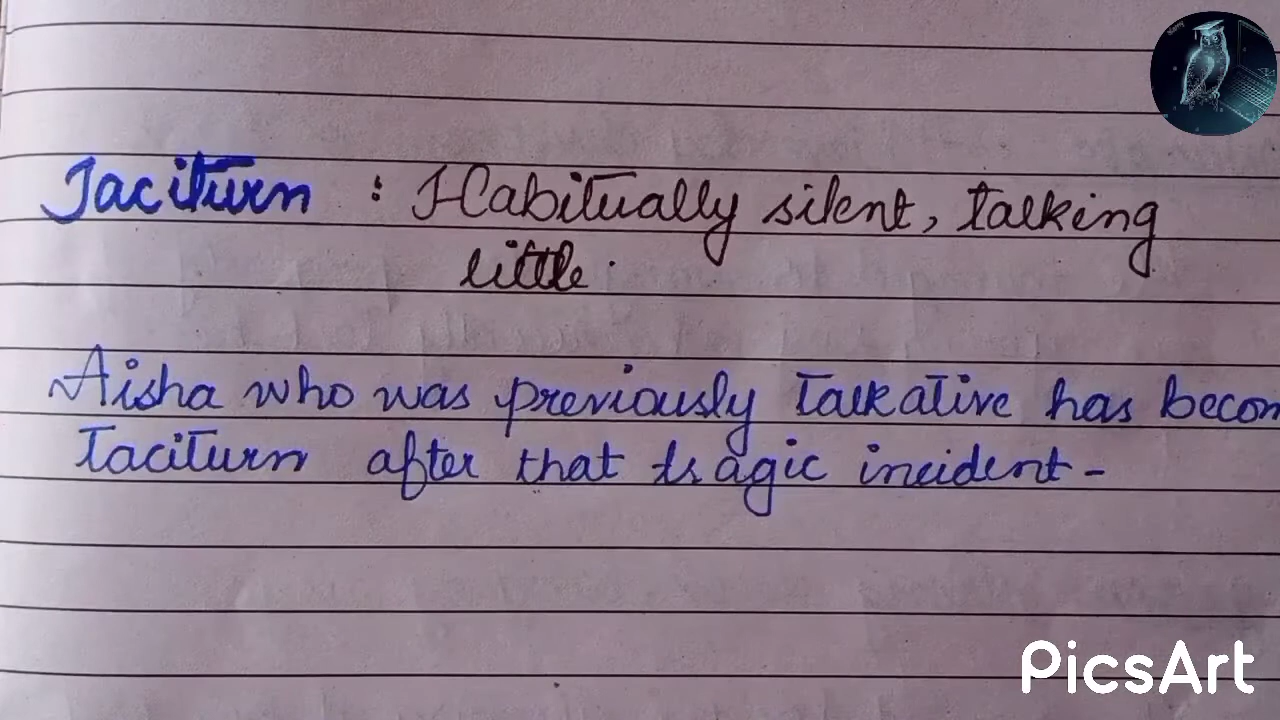 Taciturn : Habitually silent, talking
little.
Aisha who was previously talkative has becom
taciturn after that tragic incident -
PicsArt